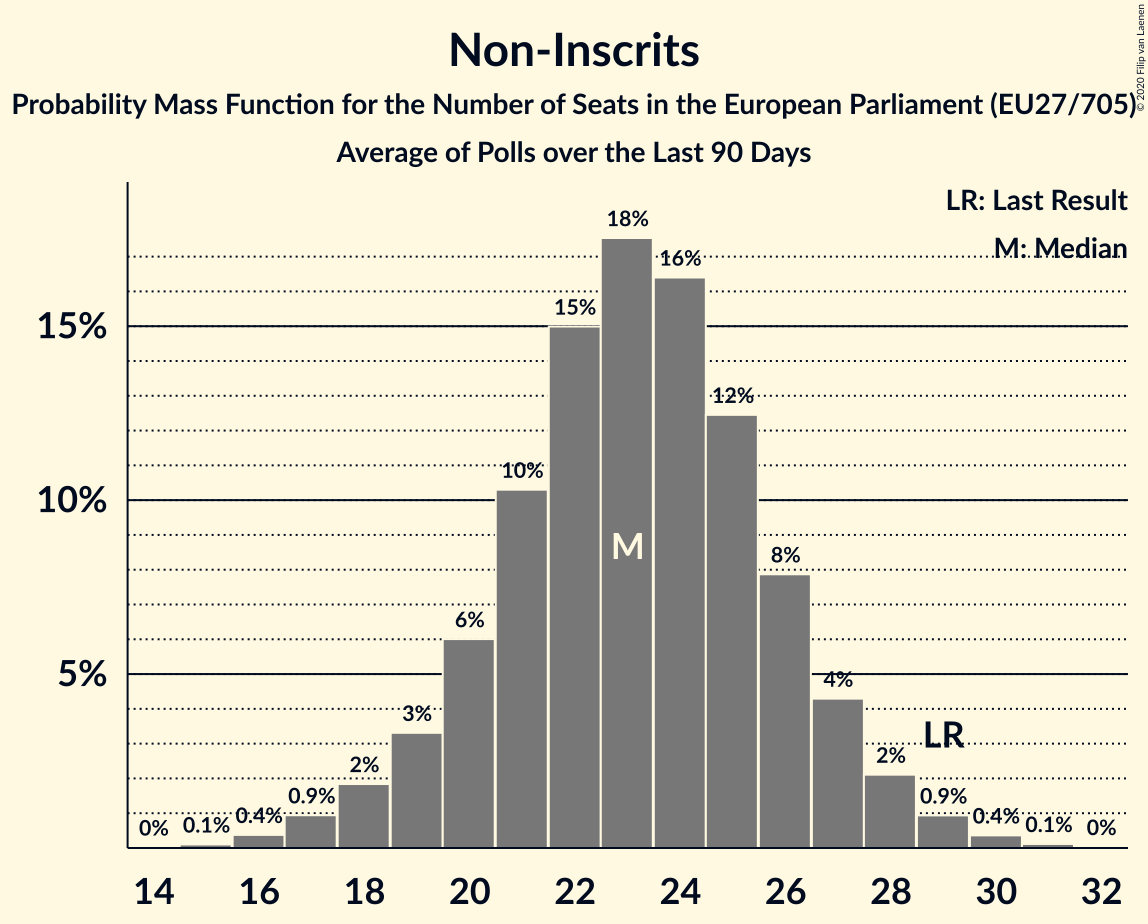 Non-Inscrits
Probability Mass Function for the Number of Seats in the European Parliament (EU27/705)
Average of Polls over the Last 90 Days
© 2020 Filip van Laenen
LR: Last Result
M: Median
15%
10%
5%
0%
0.1%
0.4%
0.9%
2%
3%
6%
10%
15%
18%
16%
12%
8%
4%
2%
0.9%
0.4%
0.1%
0%
M
LR
14 16 18 20 22 24 26 28 30 32